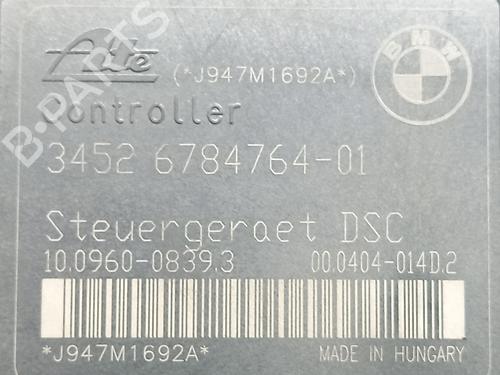 Ate
(*J947M1692A*)
BMW
Controller
3452 6784764-01
Steuergeraet DSC
10.0960-0839.3
00.0404-014D.2
*J947M1692A*
MADE IN HUNGARY
B-PARTS